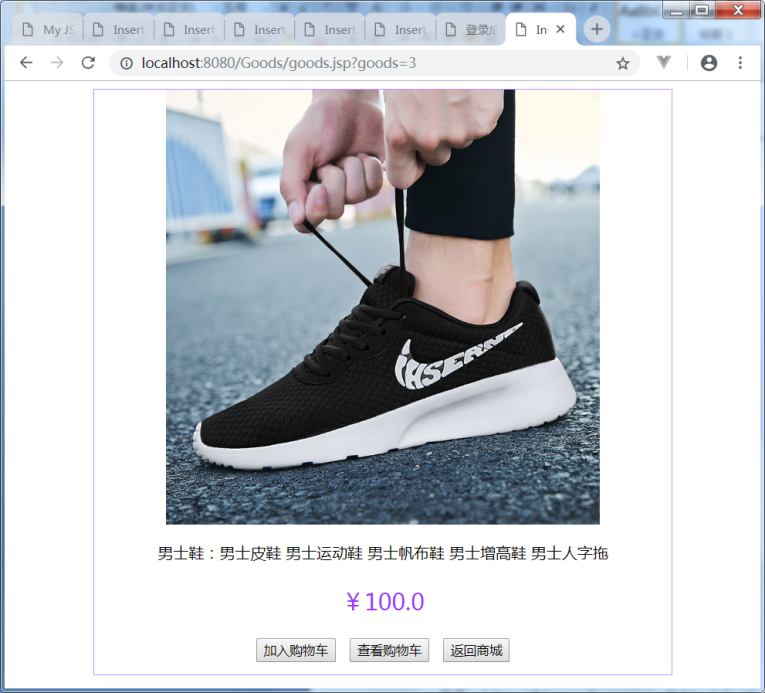 My JS
Insert
Insert
Insert
Insert
Insert
登录成
In
localhost:8080/Goods/goods.jsp?goods=3
IHSEANE
男士鞋：男士皮鞋 男士运动鞋 男士帆布鞋 男士增高鞋 男士人字拖
￥100.0
加入购物车 查看购物车 返回商城